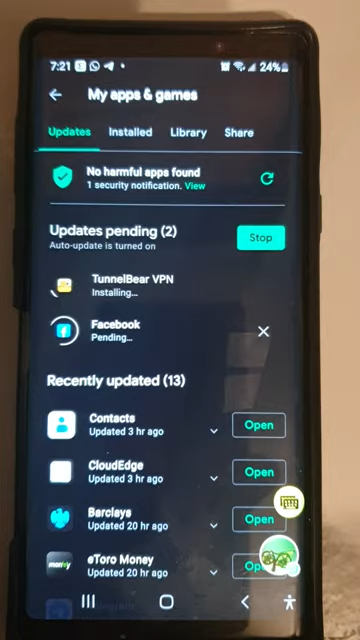 7:21
24%
My apps & games
Updates Installed Library Share
No harmful apps found
1 security notification. View
Updates pending (2)
Auto-update is turned on
Stop
TunnelBear VPN
Installing...
Facebook
Pending...
Recently updated (13)
Contacts
Updated 3 hr ago
Open
CloudEdge
Updated 3 hr ago
Open
Barclays
Updated 20 hr ago
Open
eToro Money
Updated 20 hr ago